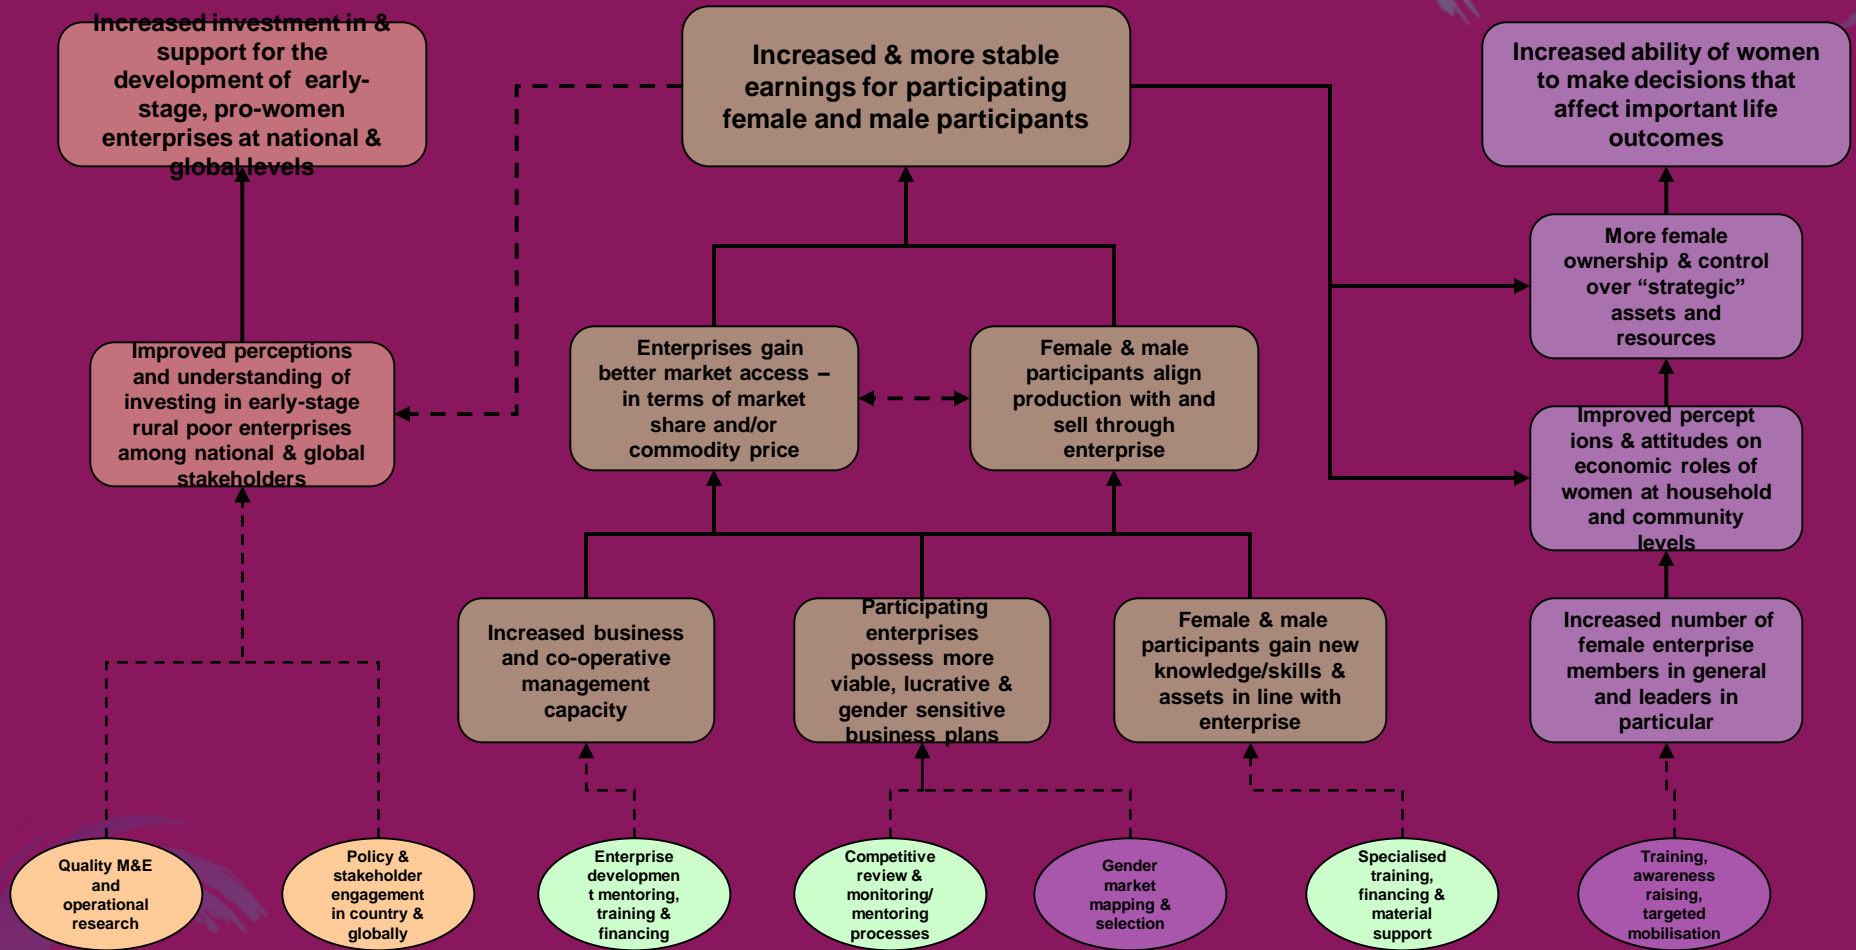 Increased investment in &
support for the
development of early-
stage, pro-women
enterprises at national &
global levels
Increased & more stable
earnings for participating
female and male participants
Increased ability of women
to make decisions that
affect important life
outcomes
More female
ownership & control
over “strategic”
assets and
resources
Improved perceptions
and understanding of
investing in early-stage
rural poor enterprises
among national & global
stakeholders
Enterprises gain
better market access –
in terms of market
share and/or
commodity price
Female & male
participants align
production with and
sell through
enterprise
Improved percept
ions & attitudes on
economic roles of
women at household
and community
levels
Increased business
and co-operative
management
capacity
Participating
enterprises
possess more
viable, lucrative &
gender sensitive
business plans
Female & male
participants gain new
knowledge/skills &
assets in line with
enterprise
Increased number of
female enterprise
members in general
and leaders in
particular
Quality M&E
and
operational
research
Policy &
stakeholder
engagement
in country &
globally
Enterprise
developmen
t mentoring,
training &
financing
Competitive
review &
monitoring/
mentoring
processes
Gender
market
mapping &
selection
Specialised
training,
financing &
material
support
Training,
awareness
raising,
targeted
mobilisation